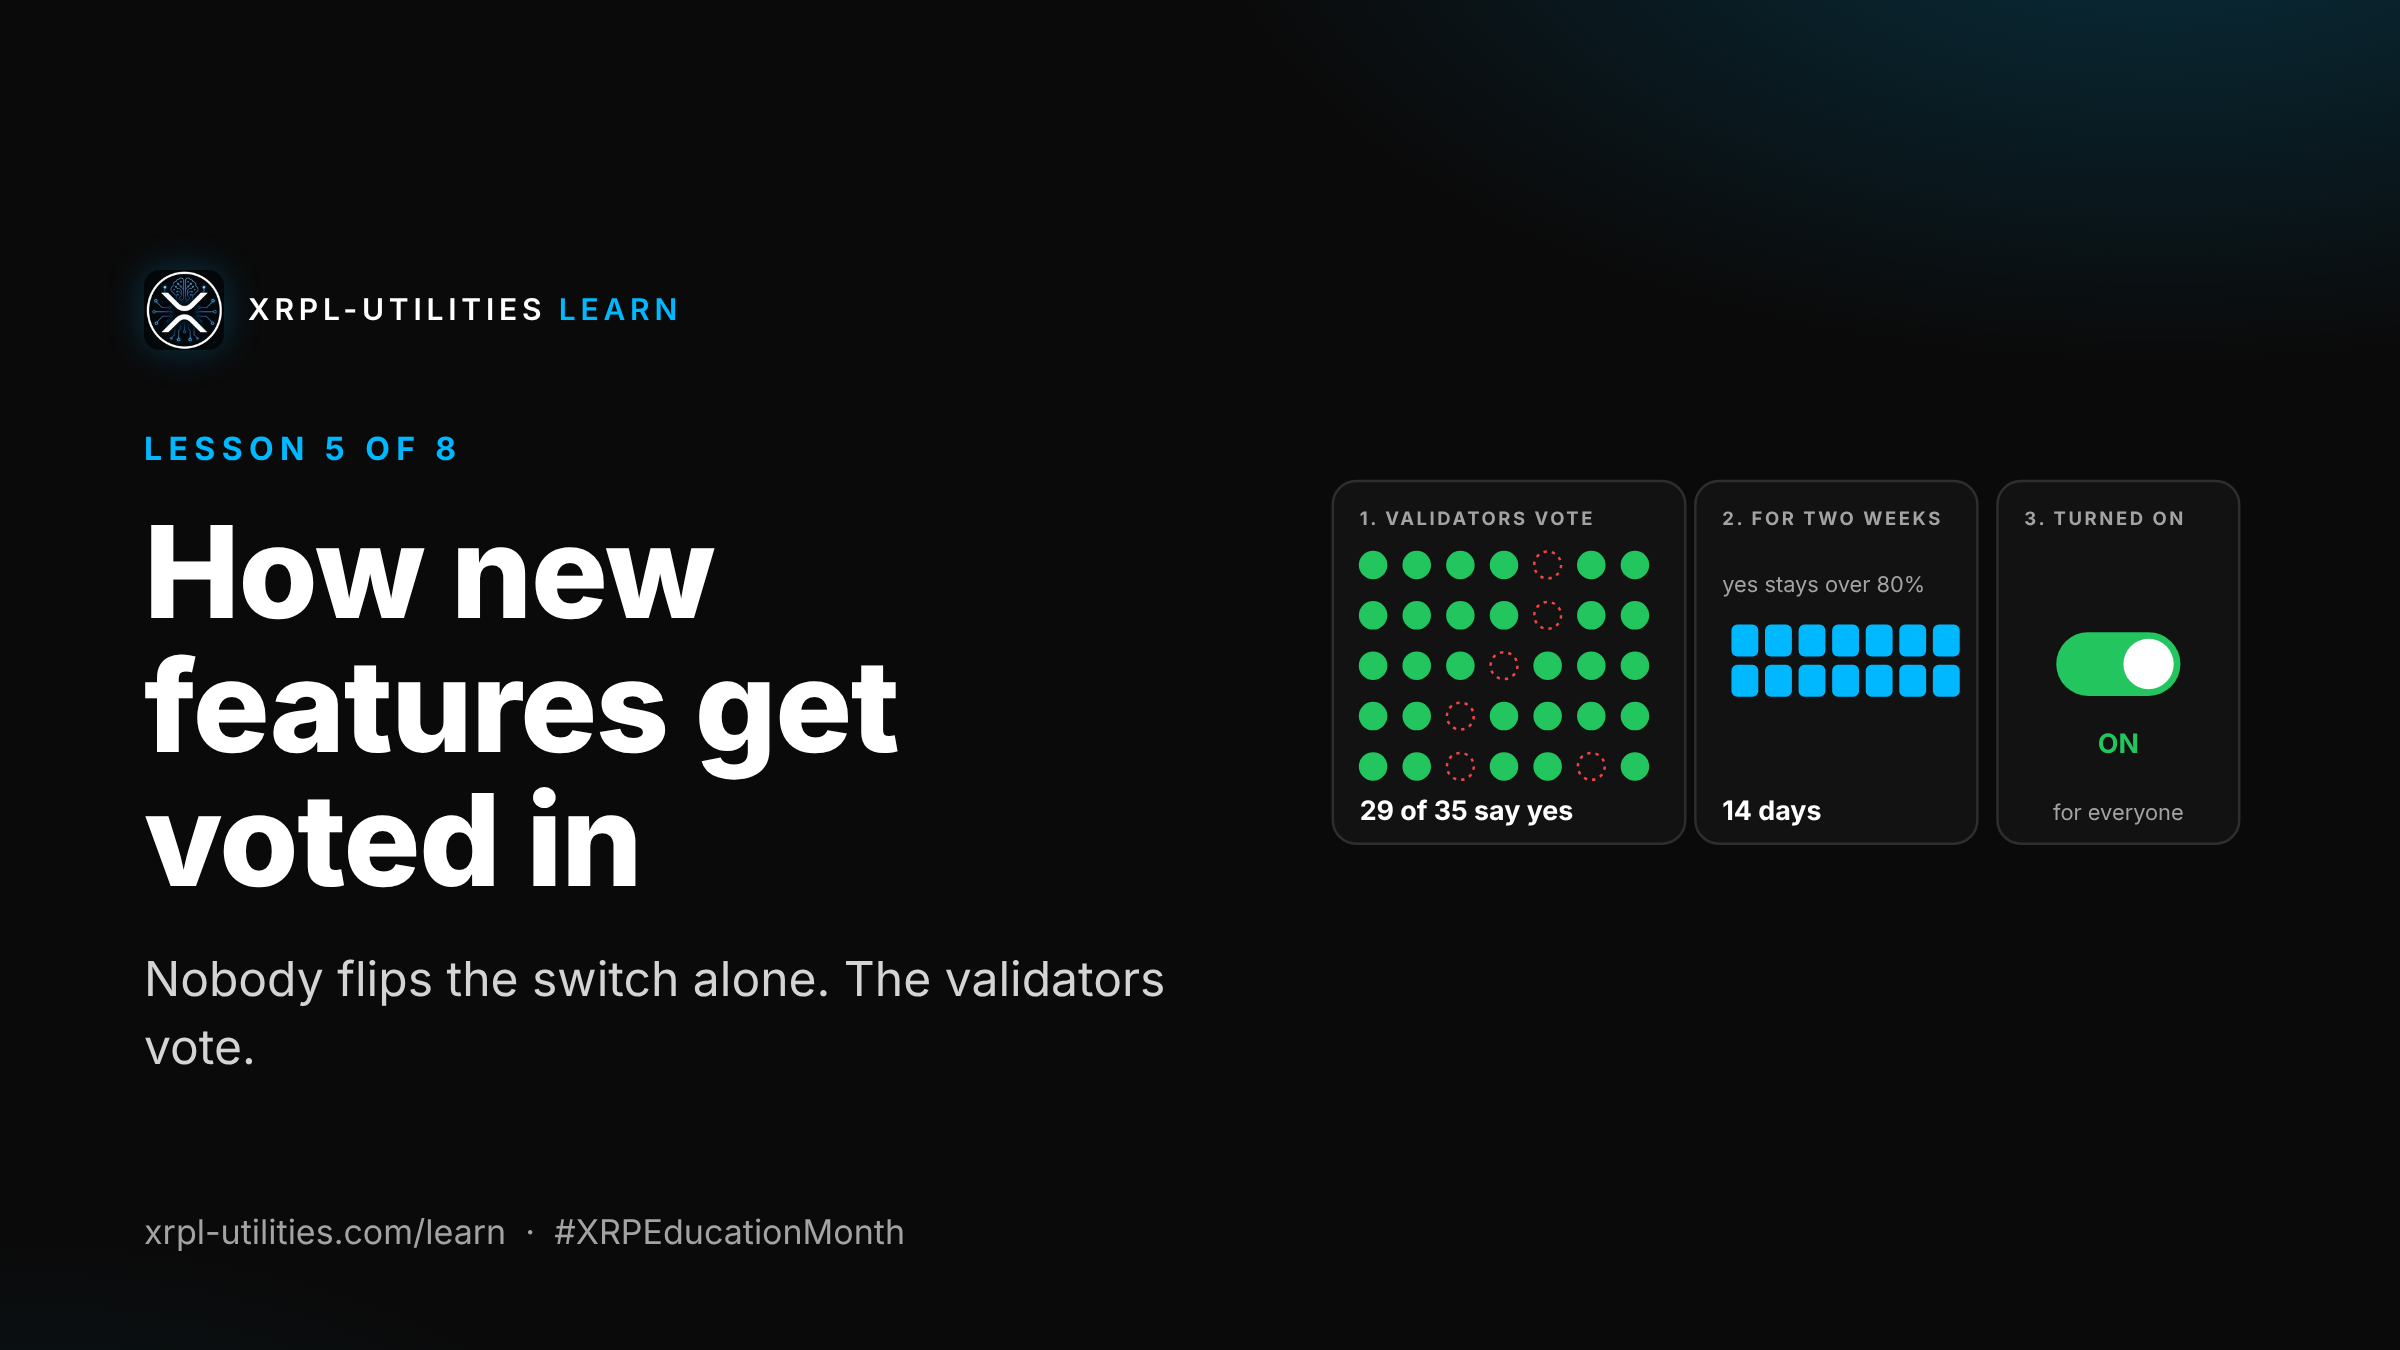 XRPL-UTILITIES LEARN
LESSON 5 OF 8
How new
features get
voted in
Nobody flips the switch alone. The validators
vote.
1. VALIDATORS VOTE
29 of 35 say yes
2. FOR TWO WEEKS
yes stays over 80%
14 days
3. TURNED ON
ON
for everyone
xrpl-utilities.com/learn · #XRPEducationMonth